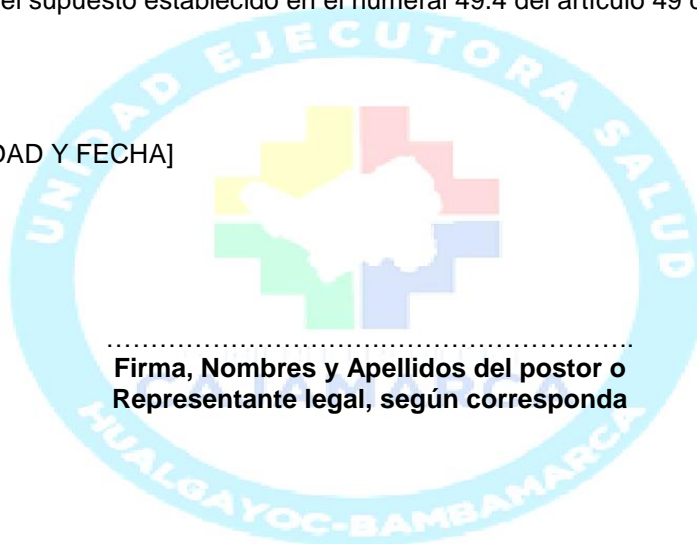 el supuesto establecido en el numeral 49.4 del artículo 49 d
UNIDAD EJECUTORA SALUD
DAD Y FECHA]
……………………………………………………..
Firma, Nombres y Apellidos del postor o
CAJAMARCA
Representante legal, según corresponda
HUALGAYOC-BAMBAMARCA